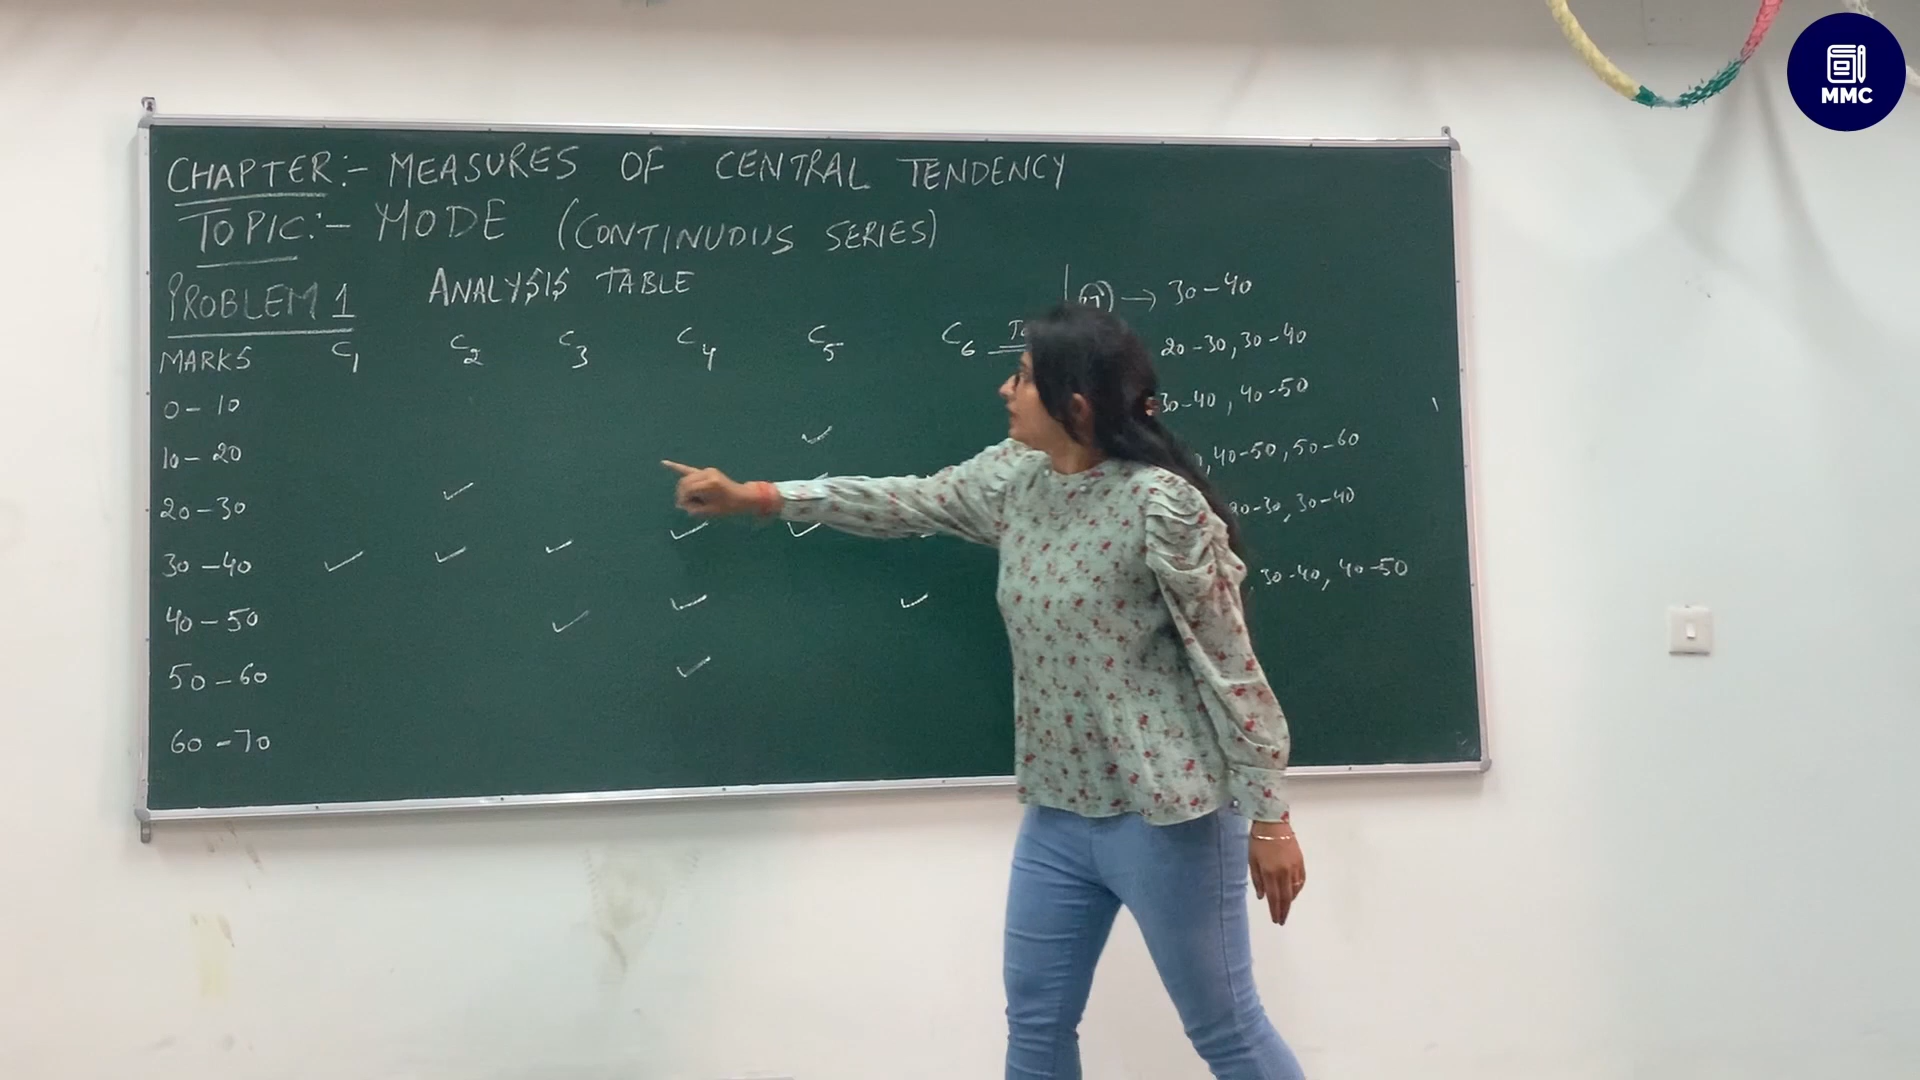 MMC
CHAPTER:- MEASURES OF CENTRAL TENDENCY
TOPIC:- MODE (CONTINUOUS SERIES)
PROBLEM 1 ANALYSIS TABLE
MARKS C1 C2 C3 C4 C5 C6
0-10
10-20 ✓
20-30 ✓
30-40 ✓ ✓ ✓ ✓ ✓
40-50 ✓ ✓ ✓
50-60 ✓
60-70
→ 30-40
20-30, 30-40
30-40, 40-50
, 40-50, 50-60
20-30, 30-40
, 30-40, 40-50